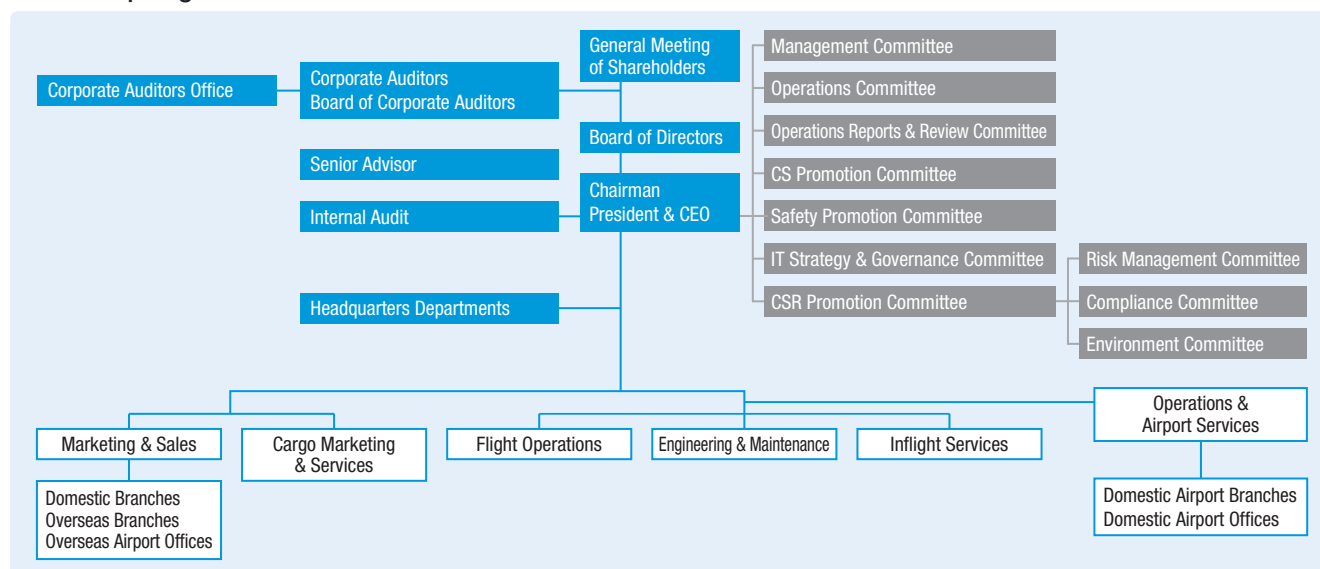 General Meeting
of Shareholders
Management Committee
Corporate Auditors Office
Corporate Auditors
Board of Corporate Auditors
Operations Committee
Board of Directors
Operations Reports & Review Committee
Senior Advisor
CS Promotion Committee
Chairman
President & CEO
Internal Audit
Safety Promotion Committee
IT Strategy & Governance Committee
Risk Management Committee
Headquarters Departments
CSR Promotion Committee
Compliance Committee
Environment Committee
Marketing & Sales
Cargo Marketing
& Services
Flight Operations
Engineering & Maintenance
Inflight Services
Operations &
Airport Services
Domestic Branches
Overseas Branches
Overseas Airport Offices
Domestic Airport Branches
Domestic Airport Offices